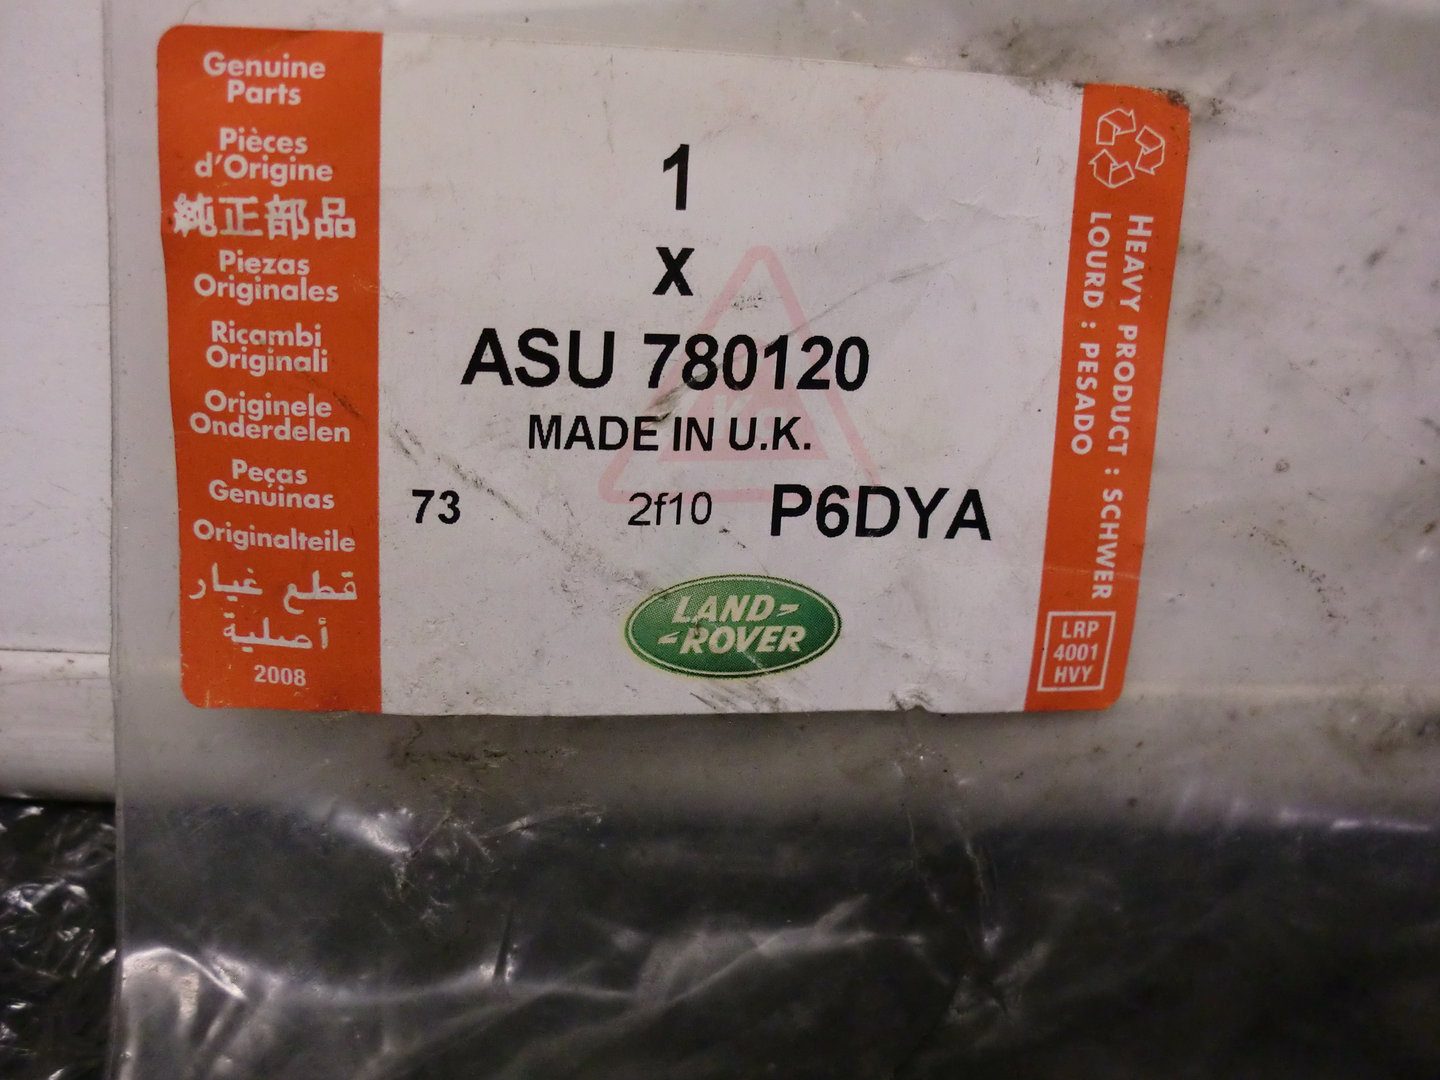 Genuine
Parts
Pièces
d'Origine
純正部品
Piezas
Originales
Ricambi
Originali
Originele
Onderdelen
Peças
Genuinas
Originalteile
قطع غيار
أصلية
2008
1
X
ASU 780120
MADE IN U.K.
73 2f10 P6DYA
LAND-
-ROVER
HEAVY PRODUCT : SCHWER
LOURD : PESADO
LRP
4001
HVY